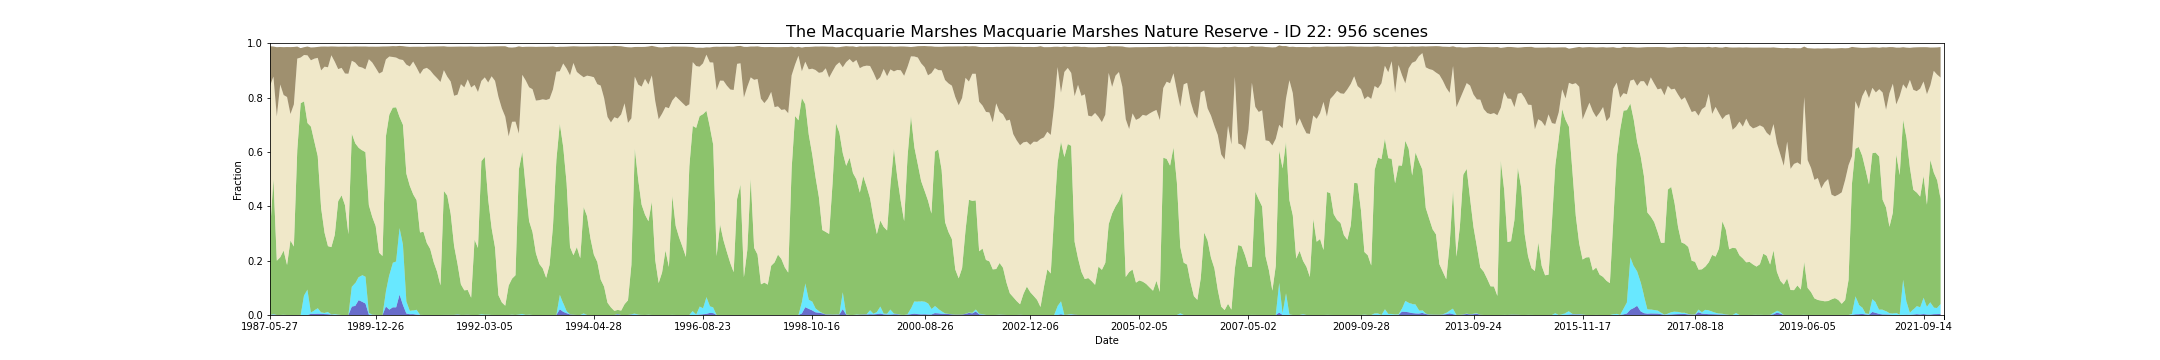 The Macquarie Marshes Macquarie Marshes Nature Reserve - ID 22: 956 scenes
1.0
0.8
0.6
0.4
0.2
0.0
Fraction
1987-05-27 1989-12-26 1992-03-05 1994-04-28 1996-08-23 1998-10-16 2000-08-26 2002-12-06 2005-02-05 2007-05-02 2009-09-28 2013-09-24 2015-11-17 2017-08-18 2019-06-05 2021-09-14
Date